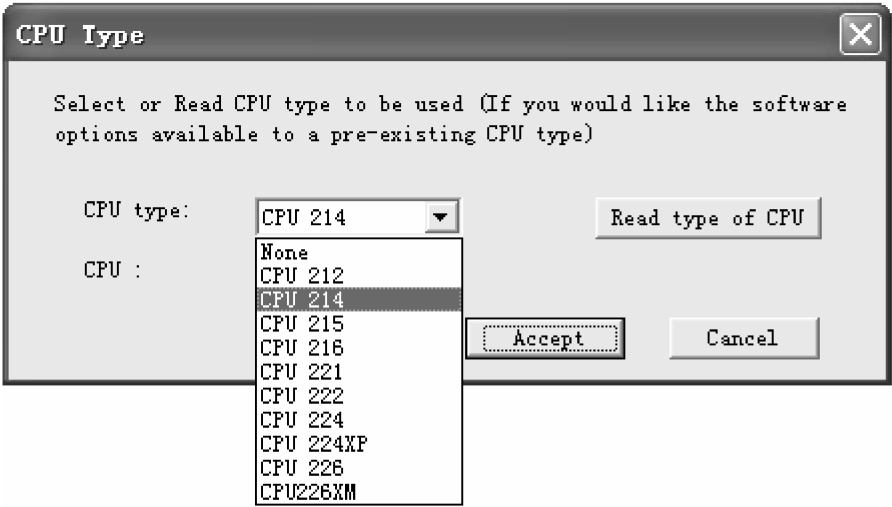 CPU Type
Select or Read CPU type to be used (If you would like the software
options available to a pre-existing CPU type)
CPU type:
CPU 214
Read type of CPU
CPU :
None
CPU 212
CPU 214
CPU 215
CPU 216
CPU 221
CPU 222
CPU 224
CPU 224XP
CPU 226
CPU226XM
Accept
Cancel